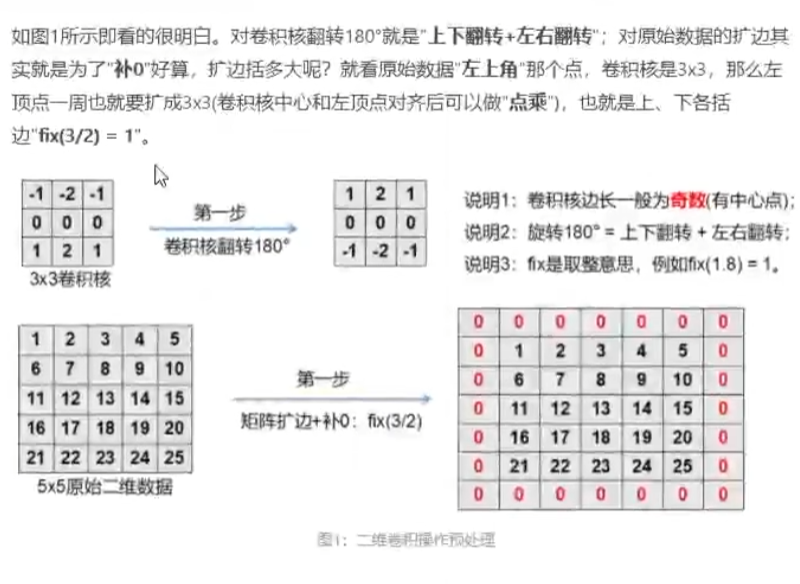 如图1所示即看的很明白。对卷积核翻转180°就是"上下翻转+左右翻转"；对原始数据的扩边其
实就是为了"补0"好算，扩边括多大呢？就看原始数据"左上角"那个点，卷积核是3x3，那么左
顶点一周也就要扩成3x3(卷积核中心和左顶点对齐后可以做"点乘")，也就是上、下各括
边"fix(3/2) = 1"。
-1 -2 -1
0 0 0
1 2 1
3x3卷积核
第一步
卷积核翻转180°
1 2 1
0 0 0
-1 -2 -1
说明1：卷积核边长一般为奇数(有中心点)；
说明2：旋转180° = 上下翻转 + 左右翻转；
说明3：fix是取整意思，例如fix(1.8) = 1。
1 2 3 4 5
6 7 8 9 10
11 12 13 14 15
16 17 18 19 20
21 22 23 24 25
5x5原始二维数据
第一步
矩阵扩边+补0：fix(3/2)
0 0 0 0 0 0 0
0 1 2 3 4 5 0
0 6 7 8 9 10 0
0 11 12 13 14 15 0
0 16 17 18 19 20 0
0 21 22 23 24 25 0
0 0 0 0 0 0 0
图1：二维卷积操作预处理